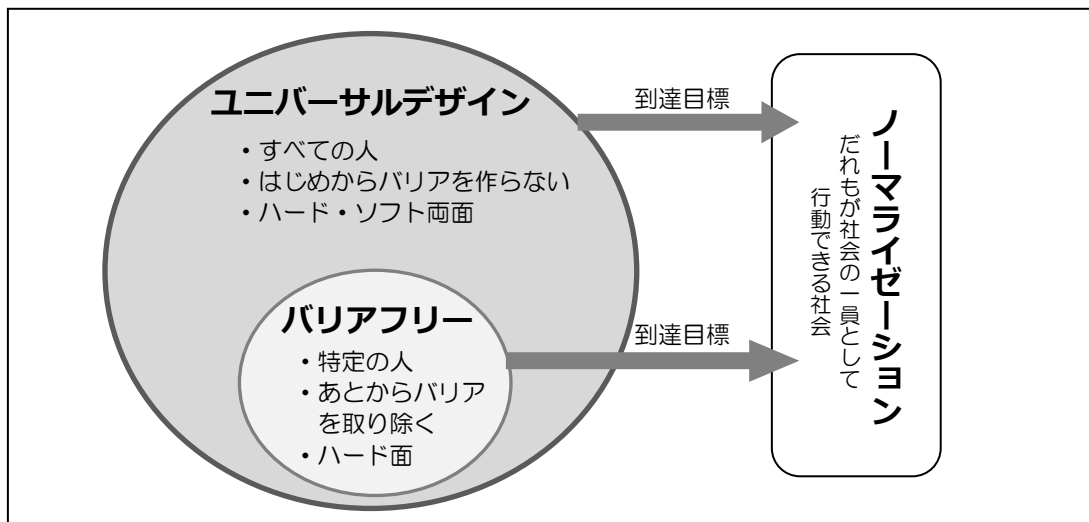 ユニバーサルデザイン
・すべての人
・はじめからバリアを作らない
・ハード・ソフト両面
バリアフリー
・特定の人
・あとからバリア
を取り除く
・ハード面
到達目標
到達目標
ノーマライゼーション
だれもが社会の一員として
行動できる社会